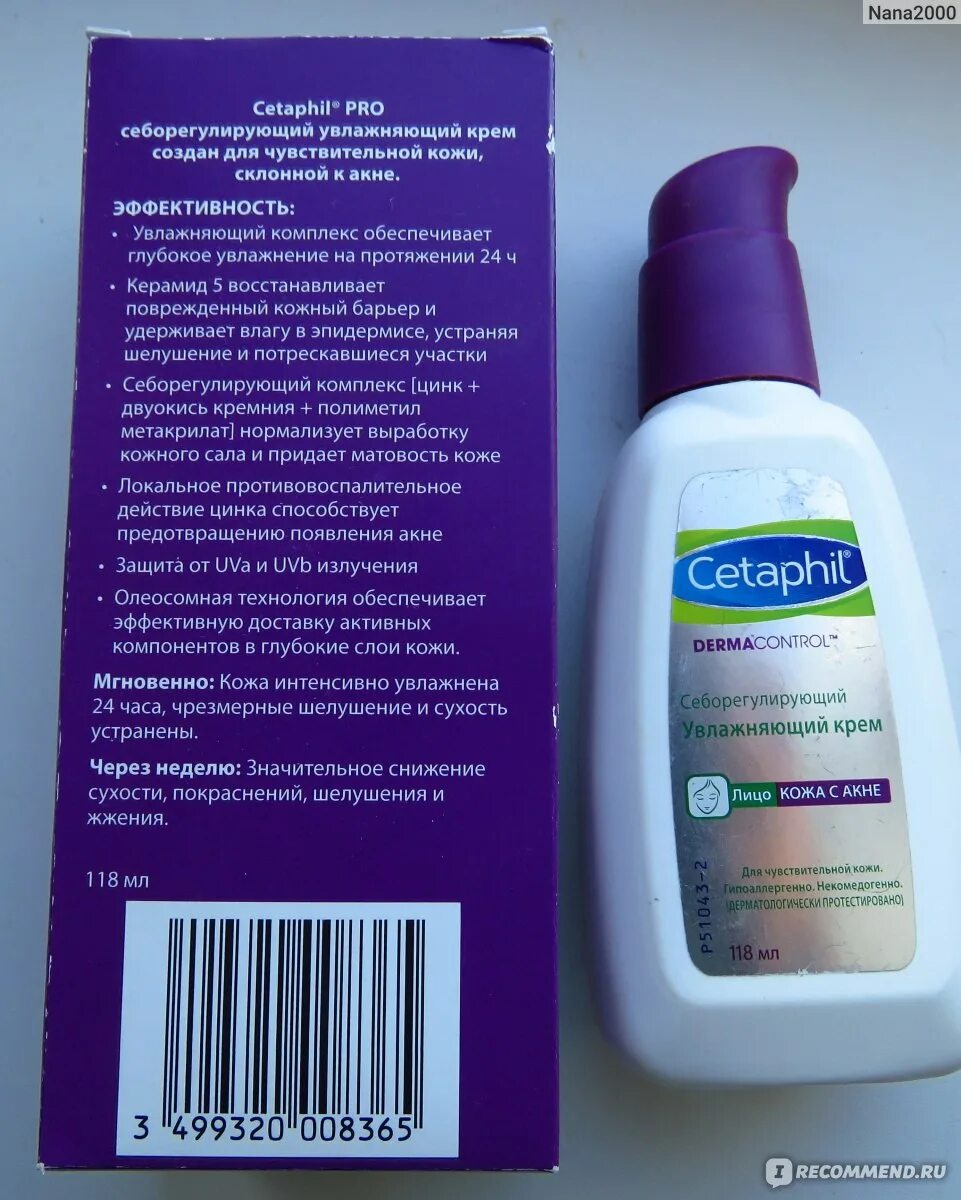 Nana2000
Cetaphil® PRO
себорегулирующий увлажняющий крем
создан для чувствительной кожи,
склонной к акне.
ЭФФЕКТИВНОСТЬ:
• Увлажняющий комплекс обеспечивает
глубокое увлажнение на протяжении 24 ч
• Керамид 5 восстанавливает
поврежденный кожный барьер и
удерживает влагу в эпидермисе, устраняя
шелушение и потрескавшиеся участки
• Себорегулирующий комплекс [цинк +
двуокись кремния + полиметил
метакрилат] нормализует выработку
кожного сала и придает матовость коже
• Локальное противовоспалительное
действие цинка способствует
предотвращению появления акне
• Защита от UVa и UVb излучения
• Олеосомная технология обеспечивает
эффективную доставку активных
компонентов в глубокие слои кожи.
Мгновенно: Кожа интенсивно увлажнена
24 часа, чрезмерные шелушение и сухость
устранены.
Через неделю: Значительное снижение
сухости, покраснений, шелушения и
жжения.
118 мл
3 499320 008365
Cetaphil®
DERMACONTROL™
Себорегулирующий
Увлажняющий крем
Лицо КОЖА С АКНЕ
Для чувствительной кожи.
Гипоаллергенно. Некомедогенно.
(ДЕРМАТОЛОГИЧЕСКИ ПРОТЕСТИРОВАНО)
P51043-2
118 мл
IRECOMMEND.RU